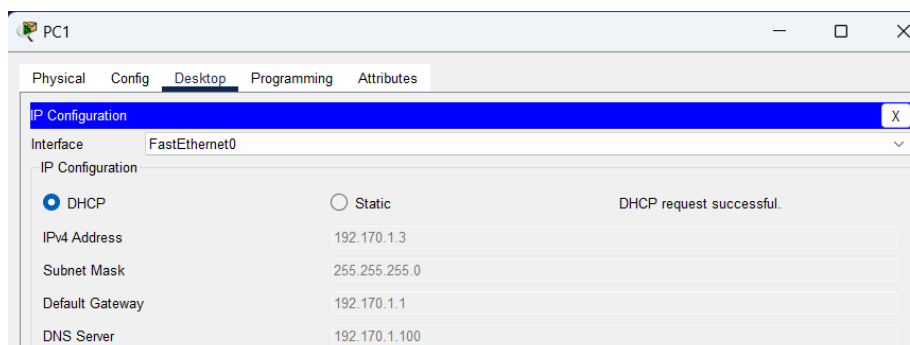 PC1
Physical Config Desktop Programming Attributes
IP Configuration X
Interface FastEthernet0
IP Configuration
DHCP Static DHCP request successful.
IPv4 Address 192.170.1.3
Subnet Mask 255.255.255.0
Default Gateway 192.170.1.1
DNS Server 192.170.1.100